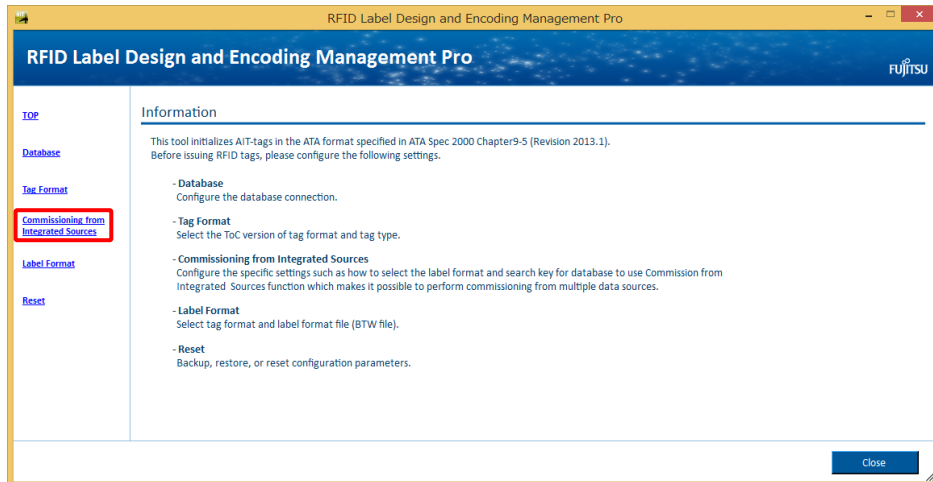 RFID Label Design and Encoding Management Pro
RFID Label Design and Encoding Management Pro
FUJITSU
TOP
Database
Tag Format
Commissioning from
Integrated Sources
Label Format
Reset
Information
This tool initializes AIT-tags in the ATA format specified in ATA Spec 2000 Chapter9-5 (Revision 2013.1).
Before issuing RFID tags, please configure the following settings.
- Database
Configure the database connection.
- Tag Format
Select the ToC version of tag format and tag type.
- Commissioning from Integrated Sources
Configure the specific settings such as how to select the label format and search key for database to use Commission from
Integrated Sources function which makes it possible to perform commissioning from multiple data sources.
- Label Format
Select tag format and label format file (BTW file).
- Reset
Backup, restore, or reset configuration parameters.
Close